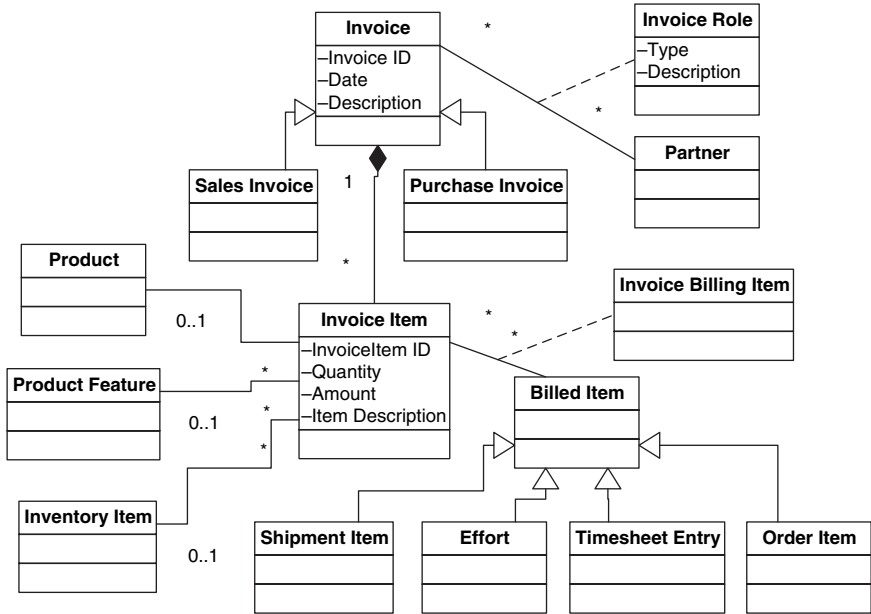 Invoice
–Invoice ID
–Date
–Description
*
Invoice Role
–Type
–Description
*
Partner
Sales Invoice
1
Purchase Invoice
*
Product
0..1
Invoice Item
–InvoiceItem ID
–Quantity
–Amount
–Item Description
*
*
Invoice Billing Item
Product Feature
*
0..1
*
*
Billed Item
Inventory Item
0..1
Shipment Item
Effort
Timesheet Entry
Order Item